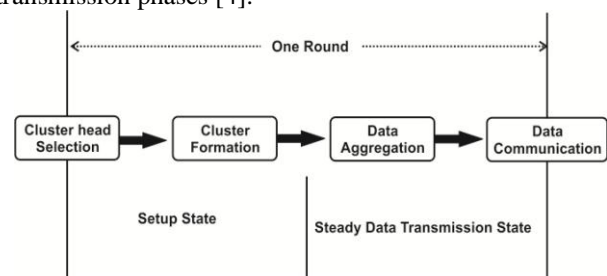 transmission phases [4].
One Round
Cluster head
Selection
Cluster
Formation
Data
Aggregation
Data
Communication
Setup State
Steady Data Transmission State